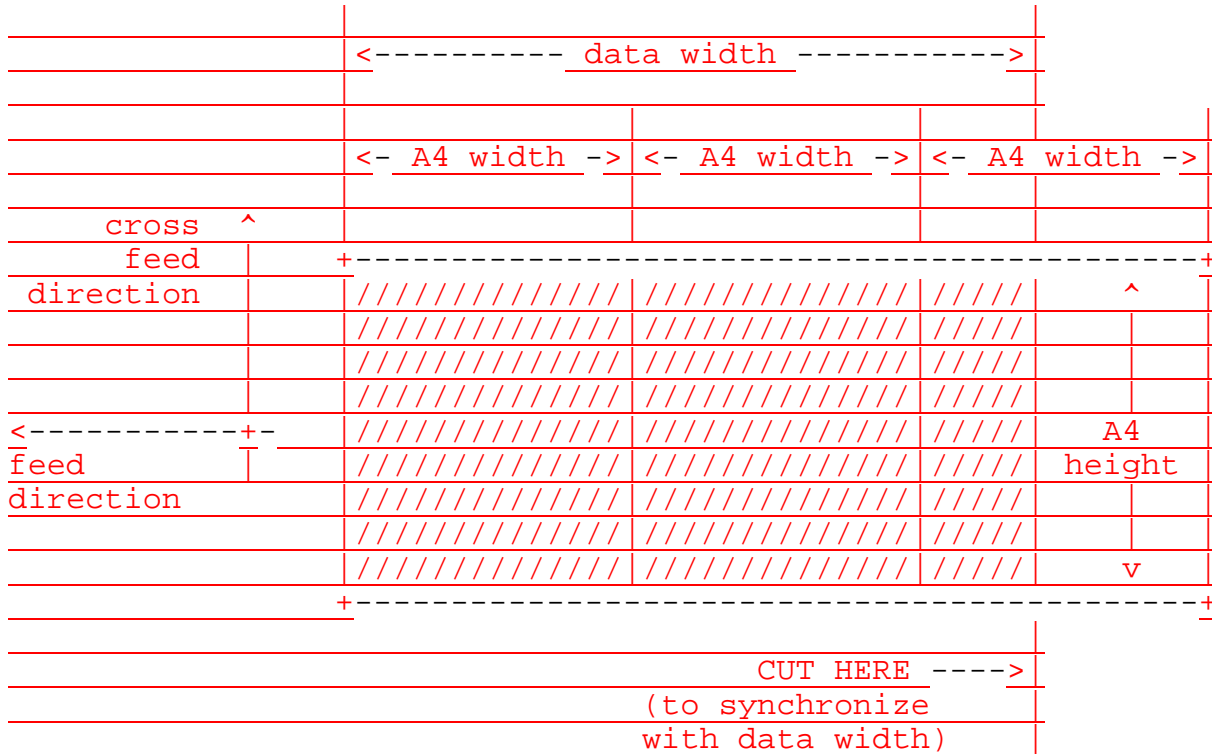 |                                         |
|<---------- data width ----------->|
|                                         |
|                 |                 |      |          |
|<- A4 width ->|<- A4 width ->|<- A4 width ->|
|                 |                 |      |          |
cross ^ |                 |                 |      |          |
feed | +----------------------------------------------------+
direction | |//////////////|//////////////|/////| ^ |
| |//////////////|//////////////|/////| | |
| |//////////////|//////////////|/////| | |
| |//////////////|//////////////|/////| | |
<-----------+- |//////////////|//////////////|/////| A4 |
feed | |//////////////|//////////////|/////| height |
direction |//////////////|//////////////|/////| | |
|//////////////|//////////////|/////| | |
|//////////////|//////////////|/////| v |
+----------------------------------------------------+
|
CUT HERE ---->|
(to synchronize |
with data width) |